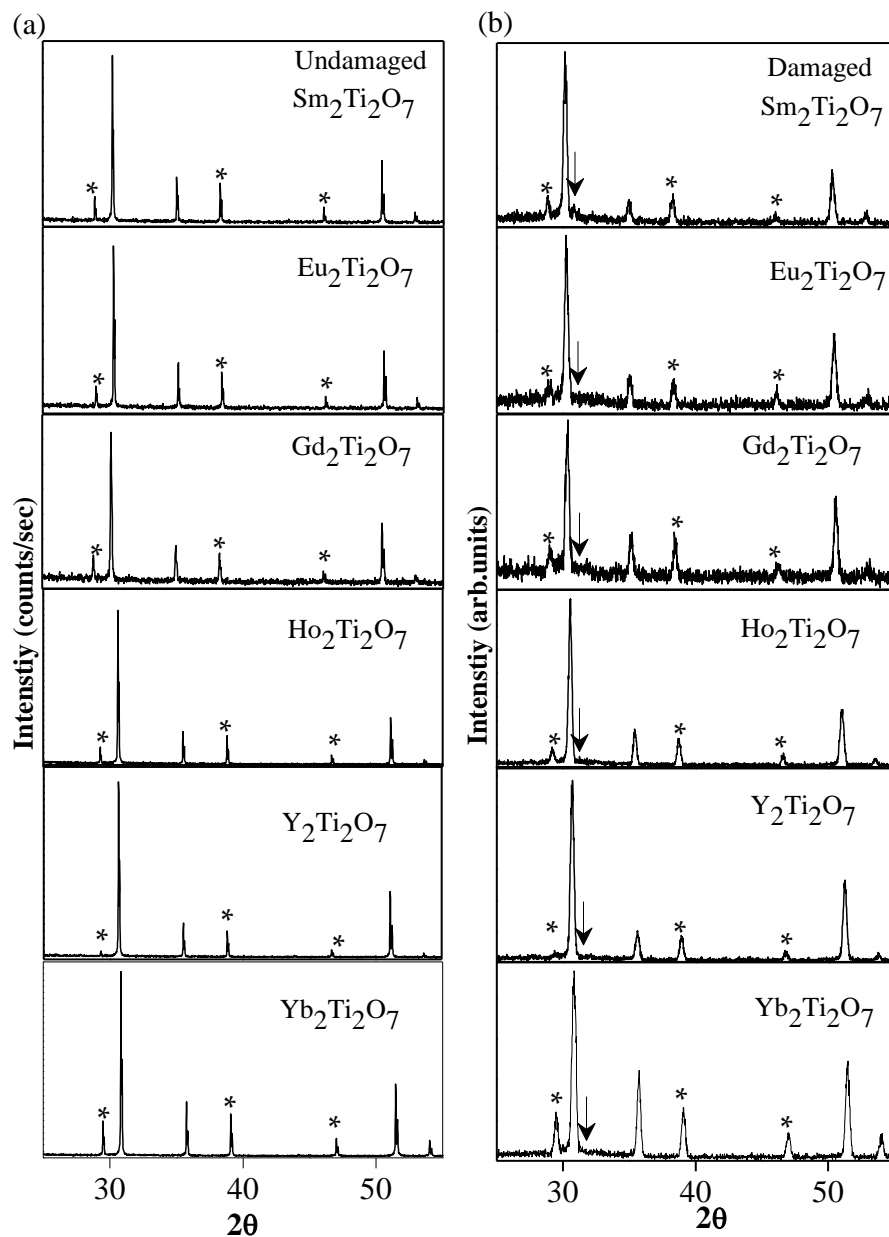 (a)
Undamaged
Sm2Ti2O7
*
*
*
Eu2Ti2O7
*
*
*
Gd2Ti2O7
*
*
*
Ho2Ti2O7
*
*
*
Y2Ti2O7
*
*
*
Yb2Ti2O7
*
*
*
Intenstiy (counts/sec)
30 40 50
2θ
(b)
Damaged
Sm2Ti2O7
*
*
*
Eu2Ti2O7
*
*
*
Gd2Ti2O7
*
*
*
Ho2Ti2O7
*
*
*
Y2Ti2O7
*
*
*
Yb2Ti2O7
*
*
*
Intenstiy (arb.units)
30 40 50
2θ